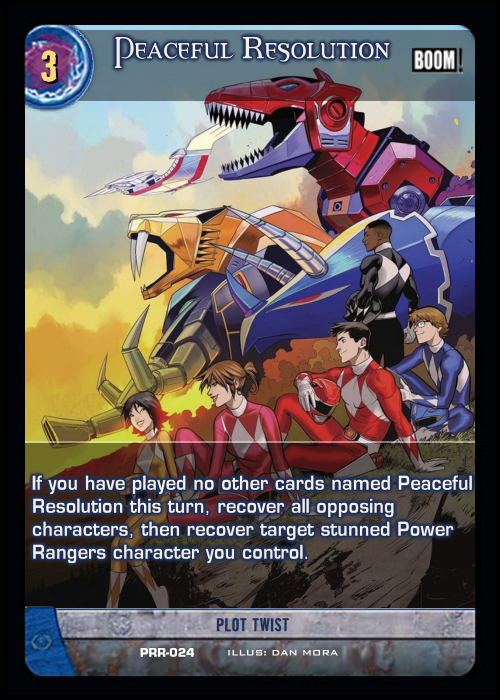 3
Peaceful Resolution
BOOM!
If you have played no other cards named Peaceful
Resolution this turn, recover all opposing
characters, then recover target stunned Power
Rangers character you control.
PLOT TWIST
PRR-024 ILLUS: DAN MORA